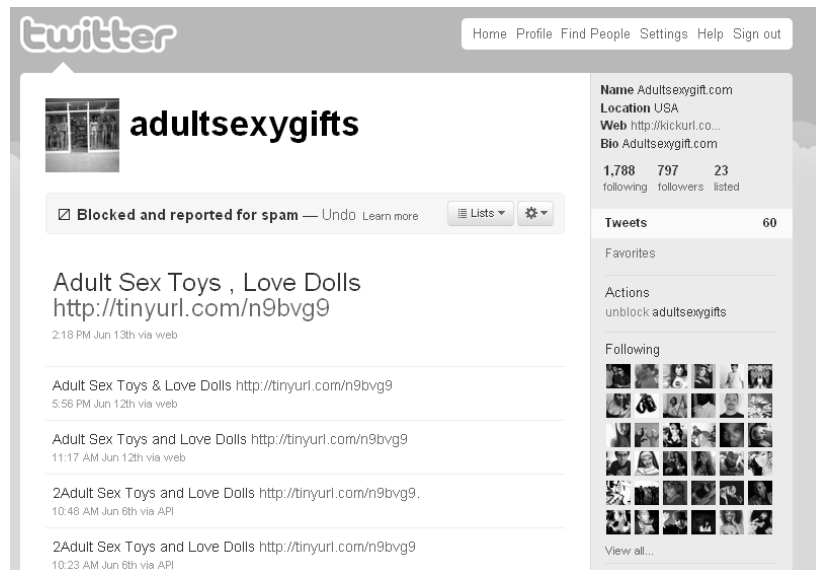 twitter
Home Profile Find People Settings Help Sign out
adultsexygifts
Name Adultsexygift.com
Location USA
Web http://kickurl.co...
Bio Adultsexygift.com
1,788 797 23
following followers listed
Blocked and reported for spam — Undo Learn more
Lists
Tweets 60
Favorites
Adult Sex Toys , Love Dolls
http://tinyurl.com/n9bvg9
2:18 PM Jun 13th via web
Actions
unblock adultsexygifts
Following
Adult Sex Toys & Love Dolls http://tinyurl.com/n9bvg9
5:56 PM Jun 12th via web
Adult Sex Toys and Love Dolls http://tinyurl.com/n9bvg9
11:17 AM Jun 12th via web
2Adult Sex Toys and Love Dolls http://tinyurl.com/n9bvg9.
10:48 AM Jun 6th via API
2Adult Sex Toys and Love Dolls http://tinyurl.com/n9bvg9
10:23 AM Jun 6th via API
View all...